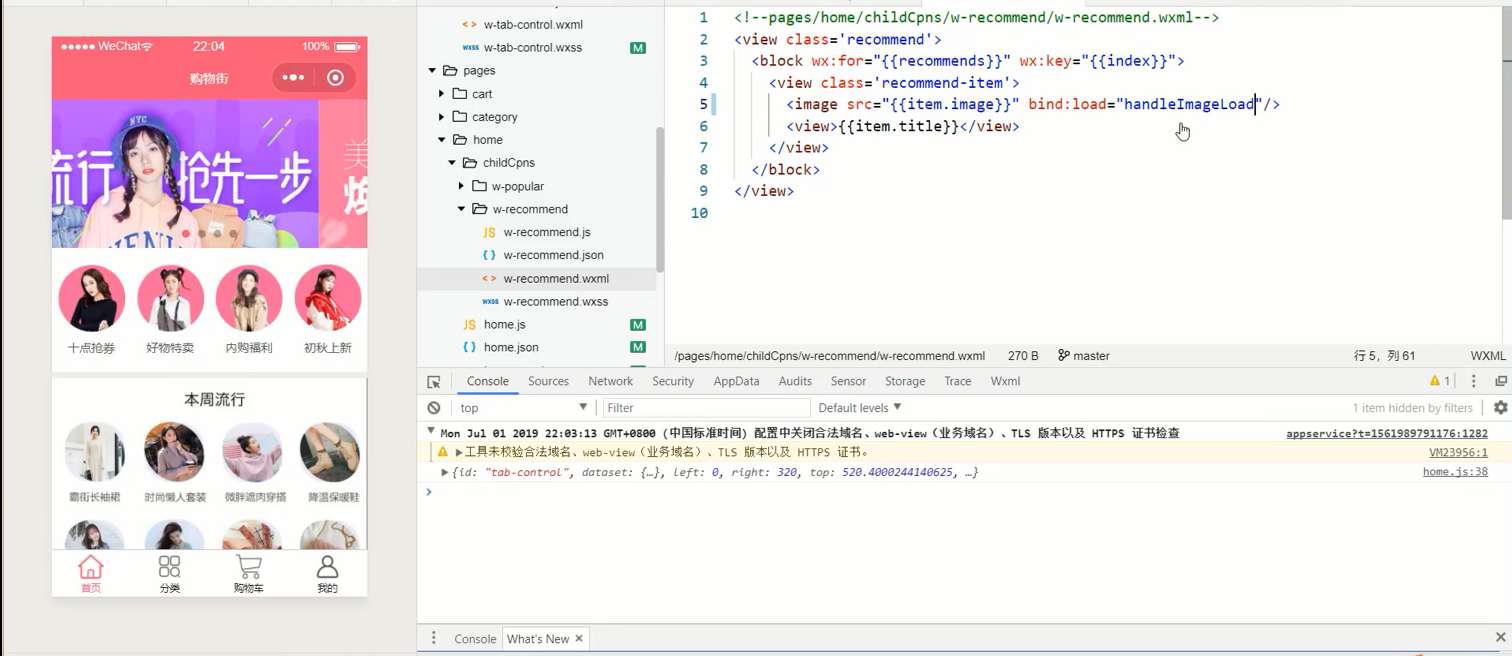 ●●●●● WeChat 22:04 100%
购物街
NYC
流行 抢先一步
美
焕
十点抢券 好物特卖 内购福利 初秋上新
本周流行
霸街长袖裙 时尚懒人套装 微胖遮肉穿搭 降温保暖鞋
首页 分类 购物车 我的
<> w-tab-control.wxml
wxss w-tab-control.wxss M
pages
cart
category
home
childCpns
w-popular
w-recommend
JS w-recommend.js
{ } w-recommend.json
<> w-recommend.wxml
wxss w-recommend.wxss
JS home.js M
{ } home.json M
1 <!--pages/home/childCpns/w-recommend/w-recommend.wxml-->
2 <view class='recommend'>
3 <block wx:for="{{recommends}}" wx:key="{{index}}">
4 <view class='recommend-item'>
5 <image src="{{item.image}}" bind:load="handleImageLoad"/>
6 <view>{{item.title}}</view>
7 </view>
8 </block>
9 </view>
10
/pages/home/childCpns/w-recommend/w-recommend.wxml 270 B master 行 5，列 61 WXML
Console Sources Network Security AppData Audits Sensor Storage Trace Wxml 1
top Filter Default levels 1 item hidden by filters
Mon Jul 01 2019 22:03:13 GMT+0800 (中国标准时间) 配置中关闭合法域名、web-view（业务域名）、TLS 版本以及 HTTPS 证书检查 appservice?t=1561989791176:1282
工具未校验合法域名、web-view（业务域名）、TLS 版本以及 HTTPS 证书。 VM23956:1
{id: "tab-control", dataset: {…}, left: 0, right: 320, top: 520.4000244140625, …} home.js:38
Console What's New ×